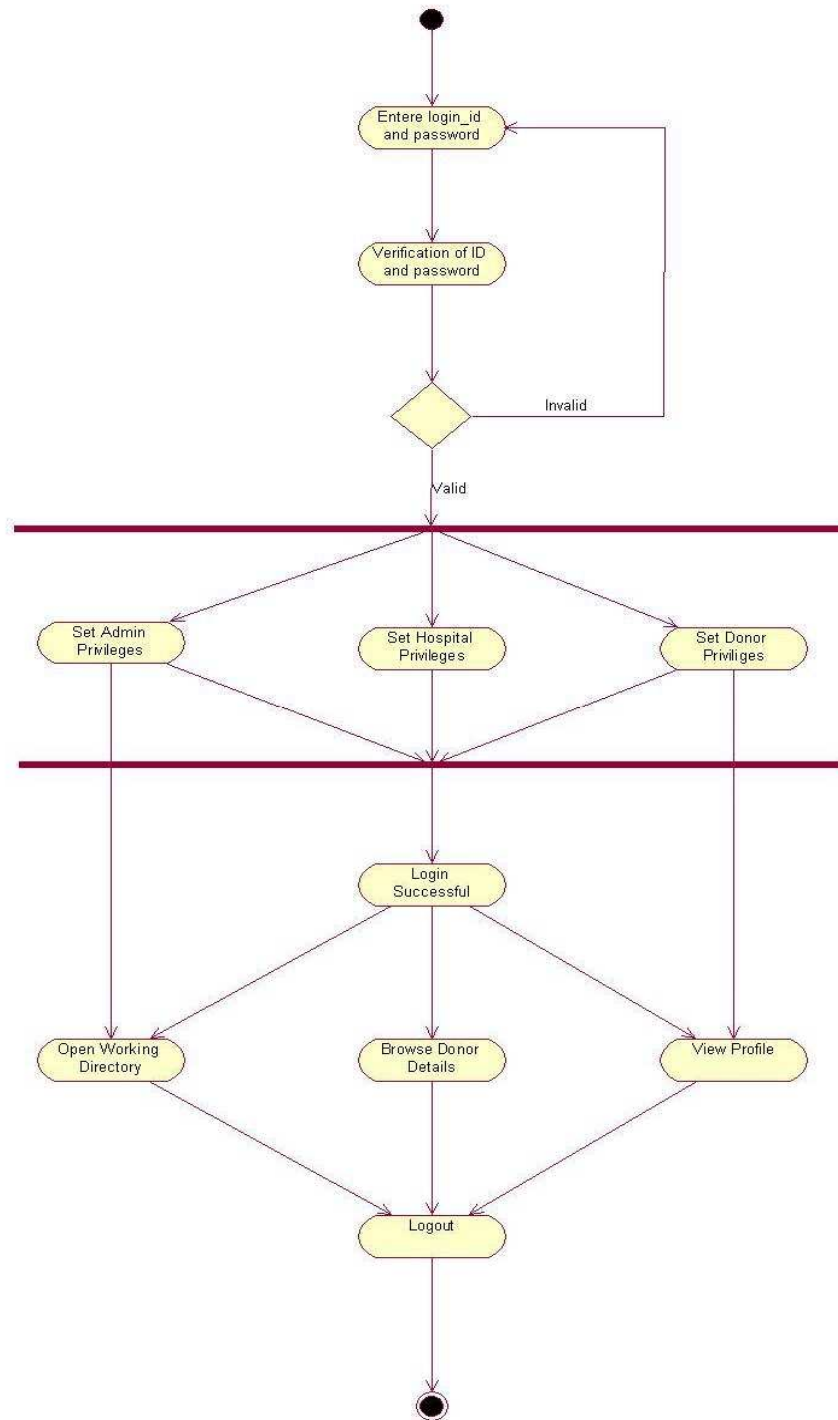 Entere login_id
and password
Verification of ID
and password
Invalid
Valid
Set Admin
Privileges
Set Hospital
Privileges
Set Donor
Priviliges
Login
Successful
Open Working
Directory
Browse Donor
Details
View Profile
Logout